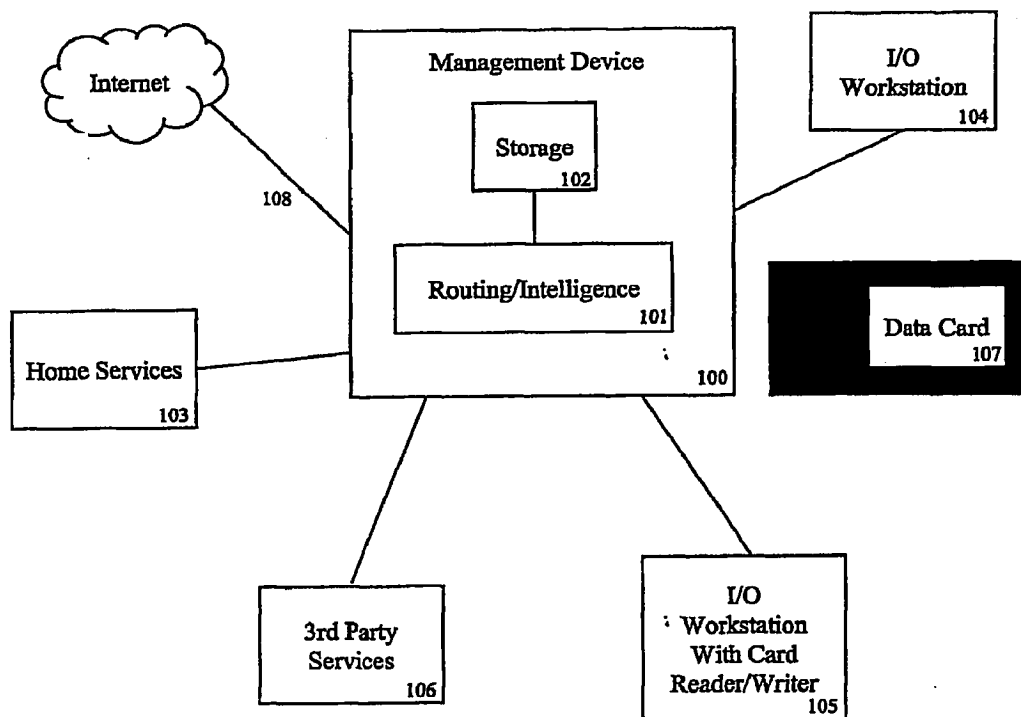 Internet
108
Management Device
Storage
102
Routing/Intelligence
101
100
I/O
Workstation
104
Data Card
107
Home Services
103
3rd Party
Services
106
I/O
Workstation
With Card
Reader/Writer
105